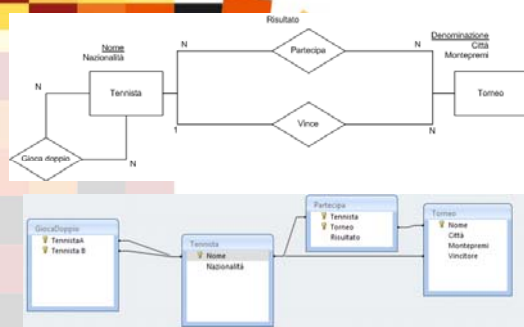 Risultato
Nome
Nazionalità
N
Partecipa
N
Denominazione
Città
Montepremi
N
Tennista
Torneo
1
Vince
N
Gioca doppio
N
GiocaDoppio
TennistaA
Tennista B
Tennista
Nome
Nazionalità
Partecipa
Tennista
Torneo
Risultato
Torneo
Nome
Città
Montepremi
Vincitore